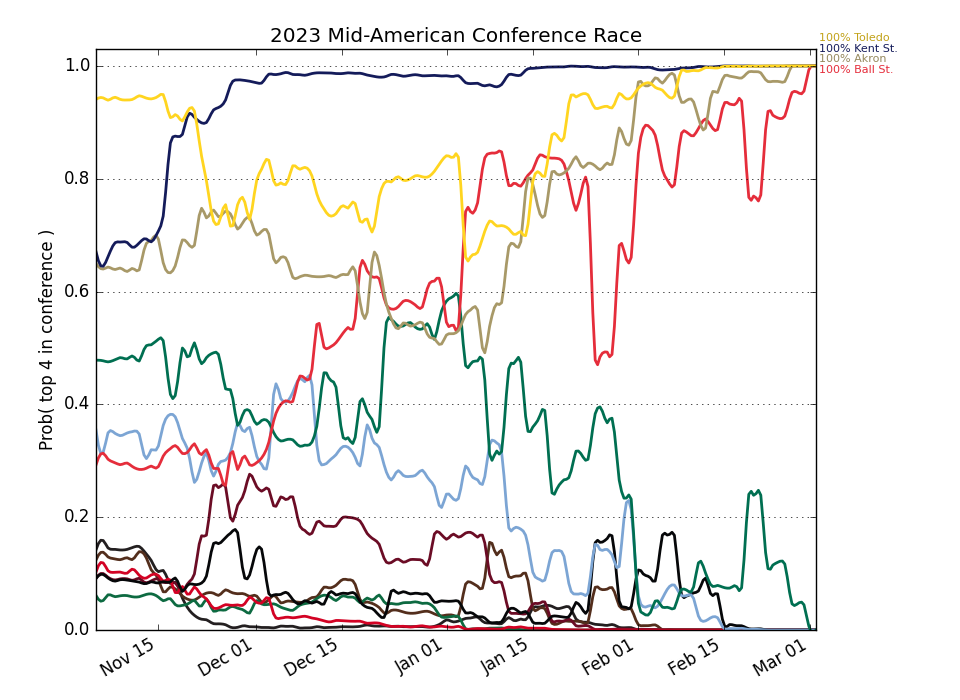 2023 Mid-American Conference Race
100% Toledo
100% Kent St.
100% Akron
100% Ball St.
Prob( top 4 in conference )
1.0
0.8
0.6
0.4
0.2
0.0
Nov 15
Dec 01
Dec 15
Jan 01
Jan 15
Feb 01
Feb 15
Mar 01